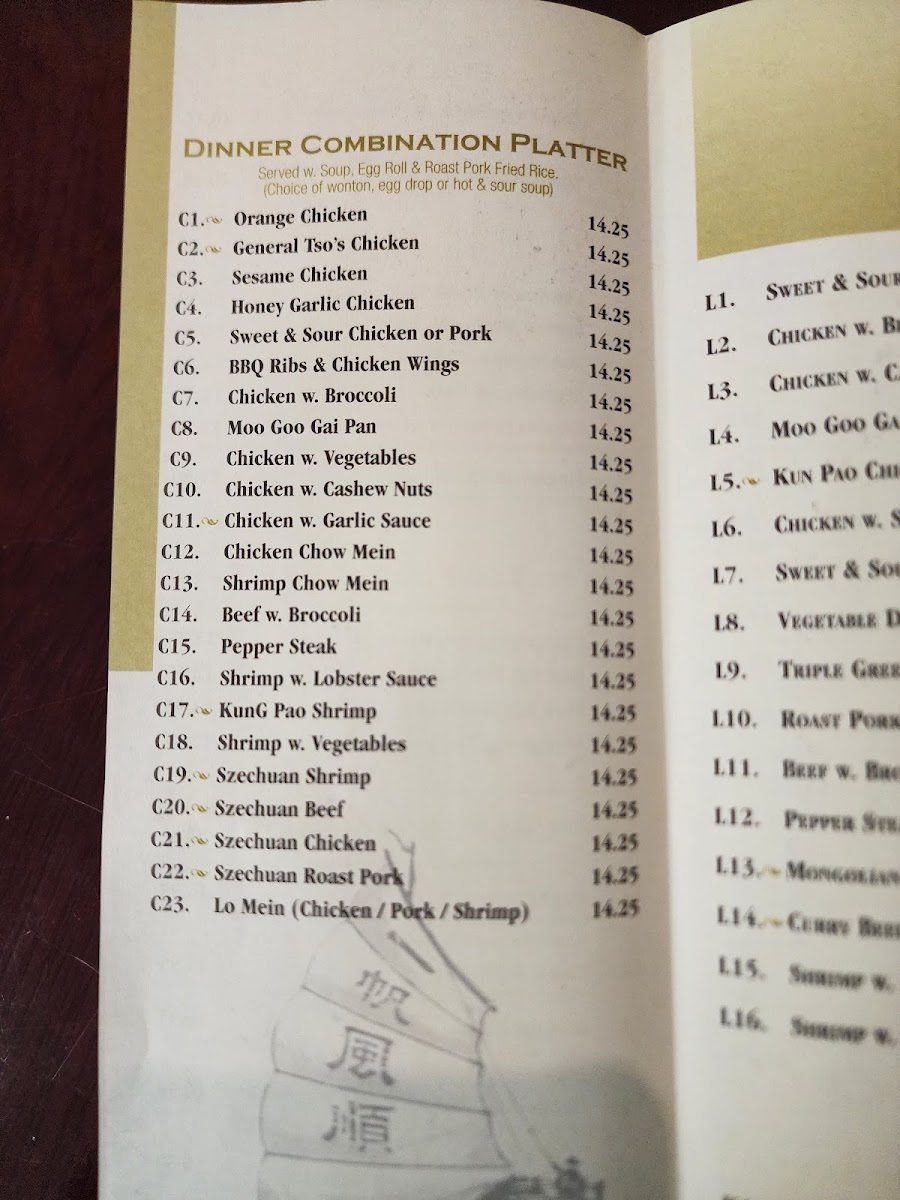 DINNER COMBINATION PLATTER
Served w. Soup, Egg Roll & Roast Pork Fried Rice.
(Choice of wonton, egg drop or hot & sour soup)
C1. Orange Chicken 14.25
C2. General Tso's Chicken 14.25
C3. Sesame Chicken 14.25
C4. Honey Garlic Chicken 14.25
C5. Sweet & Sour Chicken or Pork 14.25
C6. BBQ Ribs & Chicken Wings 14.25
C7. Chicken w. Broccoli 14.25
C8. Moo Goo Gai Pan 14.25
C9. Chicken w. Vegetables 14.25
C10. Chicken w. Cashew Nuts 14.25
C11. Chicken w. Garlic Sauce 14.25
C12. Chicken Chow Mein 14.25
C13. Shrimp Chow Mein 14.25
C14. Beef w. Broccoli 14.25
C15. Pepper Steak 14.25
C16. Shrimp w. Lobster Sauce 14.25
C17. KunG Pao Shrimp 14.25
C18. Shrimp w. Vegetables 14.25
C19. Szechuan Shrimp 14.25
C20. Szechuan Beef 14.25
C21. Szechuan Chicken 14.25
C22. Szechuan Roast Pork 14.25
C23. Lo Mein (Chicken / Pork / Shrimp) 14.25
一
帆
風
順
L1. SWEET & SOUR
L2. CHICKEN W.
L3. CHICKEN W.
L4. MOO GOO
L5. KUN PAO
L6. CHICKEN W.
L7. SWEET &
L8. VEGETABLE
L9. TRIPLE
L10. ROAST PORK
L11. BEEF W.
L12. PEPPER
L13. MONGOLIAN
L14. CURRY
L15. SHRIMP W.
L16. SHRIMP W.